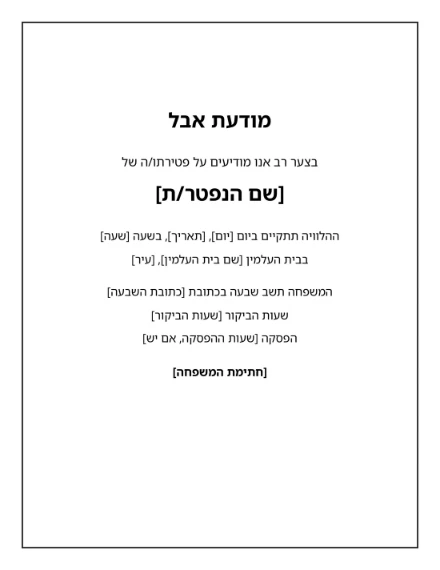 מודעת אבל
בצער רב אנו מודיעים על פטירתו/ה של
[שם הנפטר/ת]
ההלוויה תתקיים ביום [יום], [תאריך], בשעה [שעה]
בבית העלמין [שם בית העלמין], [עיר]
המשפחה תשב שבעה בכתובת [כתובת השבעה]
שעות הביקור [שעות הביקור]
הפסקה [שעות ההפסקה, אם יש]
[חתימת המשפחה]